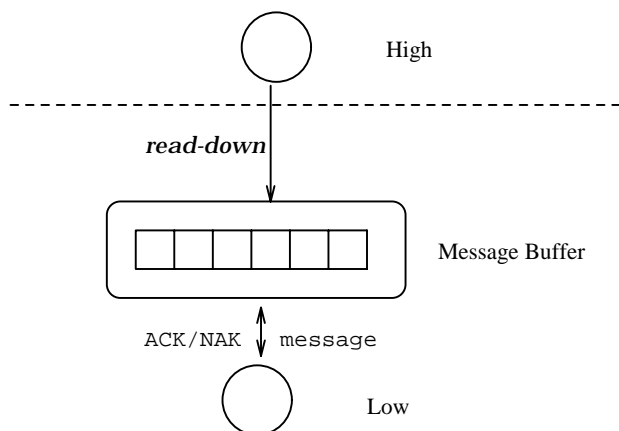 High
read-down
Message Buffer
ACK/NAK message
Low